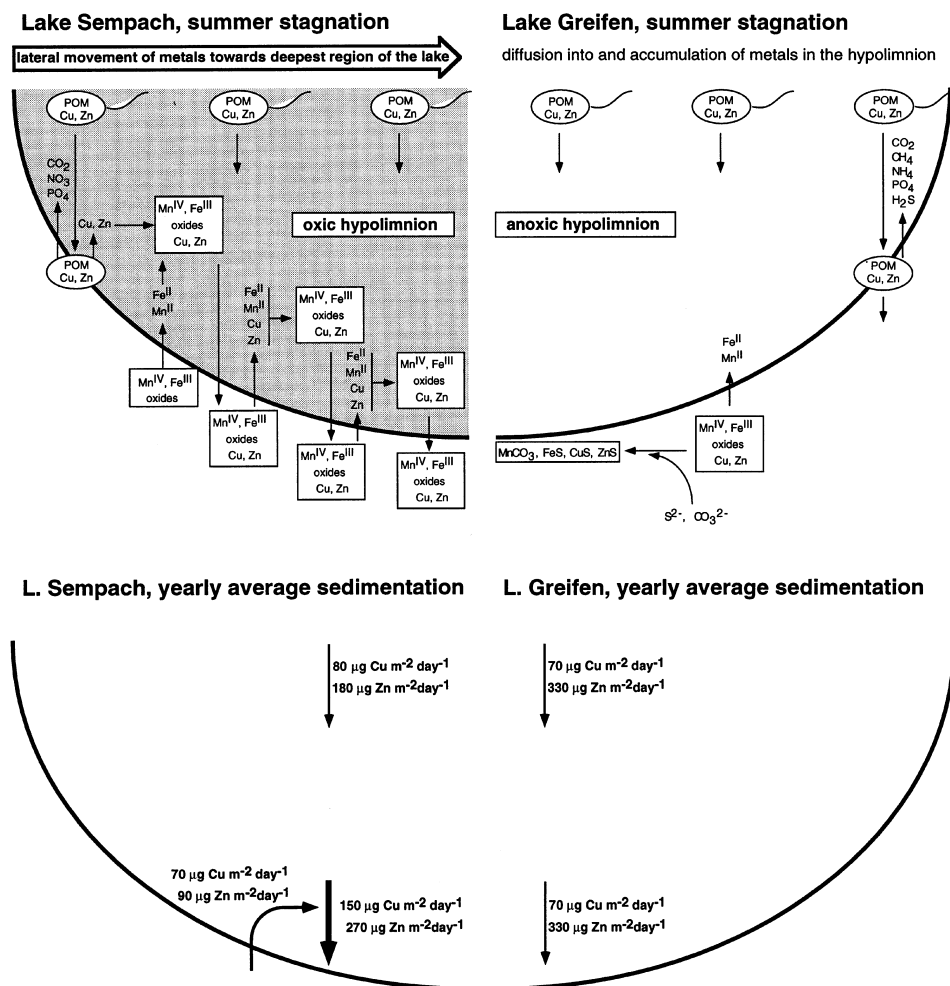 Lake Sempach, summer stagnation
lateral movement of metals towards deepest region of the lake
POM
Cu, Zn
POM
Cu, Zn
POM
Cu, Zn
CO2
NO3
PO4
Cu, Zn
MnIV, FeIII
oxides
Cu, Zn
oxic hypolimnion
POM
Cu, Zn
FeII
MnII
FeII
MnII
Cu
Zn
MnIV, FeIII
oxides
Cu, Zn
FeII
MnII
Cu
Zn
MnIV, FeIII
oxides
Cu, Zn
MnIV, FeIII
oxides
MnIV, FeIII
oxides
Cu, Zn
MnIV, FeIII
oxides
Cu, Zn
MnIV, FeIII
oxides
Cu, Zn
Lake Greifen, summer stagnation
diffusion into and accumulation of metals in the hypolimnion
POM
Cu, Zn
POM
Cu, Zn
POM
Cu, Zn
CO2
CH4
NH4
PO4
H2S
anoxic hypolimnion
POM
Cu, Zn
FeII
MnII
MnIV, FeIII
oxides
Cu, Zn
MnCO3, FeS, CuS, ZnS
S2-, CO32-
L. Sempach, yearly average sedimentation
80 µg Cu m-2 day-1
180 µg Zn m-2day-1
70 µg Cu m-2 day-1
90 µg Zn m-2day-1
150 µg Cu m-2 day-1
270 µg Zn m-2day-1
L. Greifen, yearly average sedimentation
70 µg Cu m-2 day-1
330 µg Zn m-2day-1
70 µg Cu m-2 day-1
330 µg Zn m-2day-1